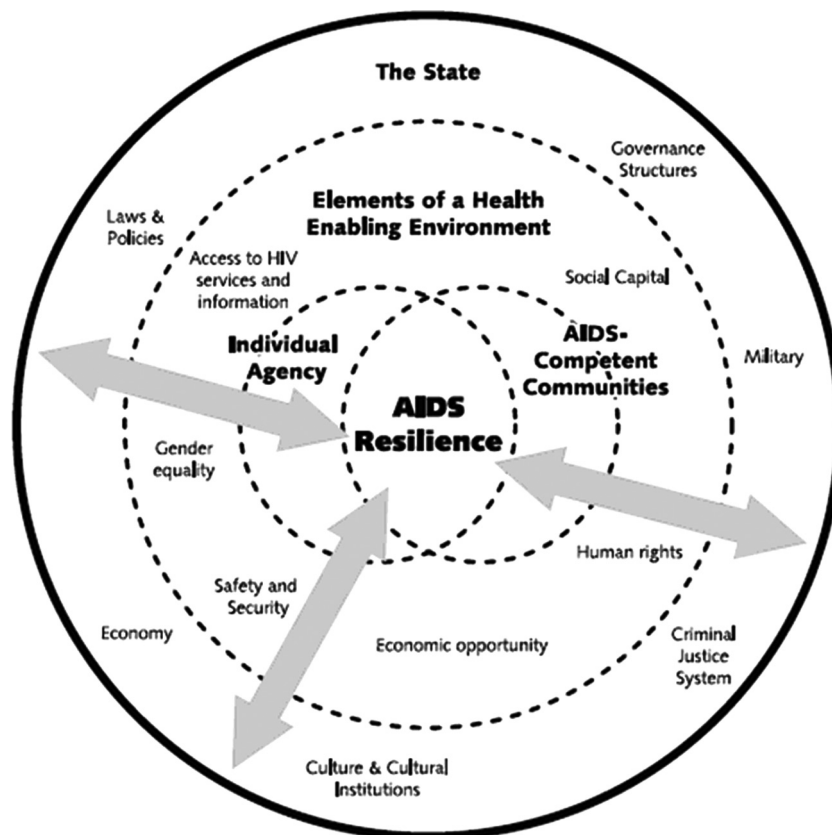 The State
Governance
Structures
Elements of a Health
Enabling Environment
Laws &
Policies
Access to HIV
services and
information
Social Capital
Individual
Agency
AIDS-
Competent
Communities
Military
AIDS
Resilience
Gender
equality
Human rights
Safety and
Security
Economy
Economic opportunity
Criminal
Justice
System
Culture & Cultural
Institutions